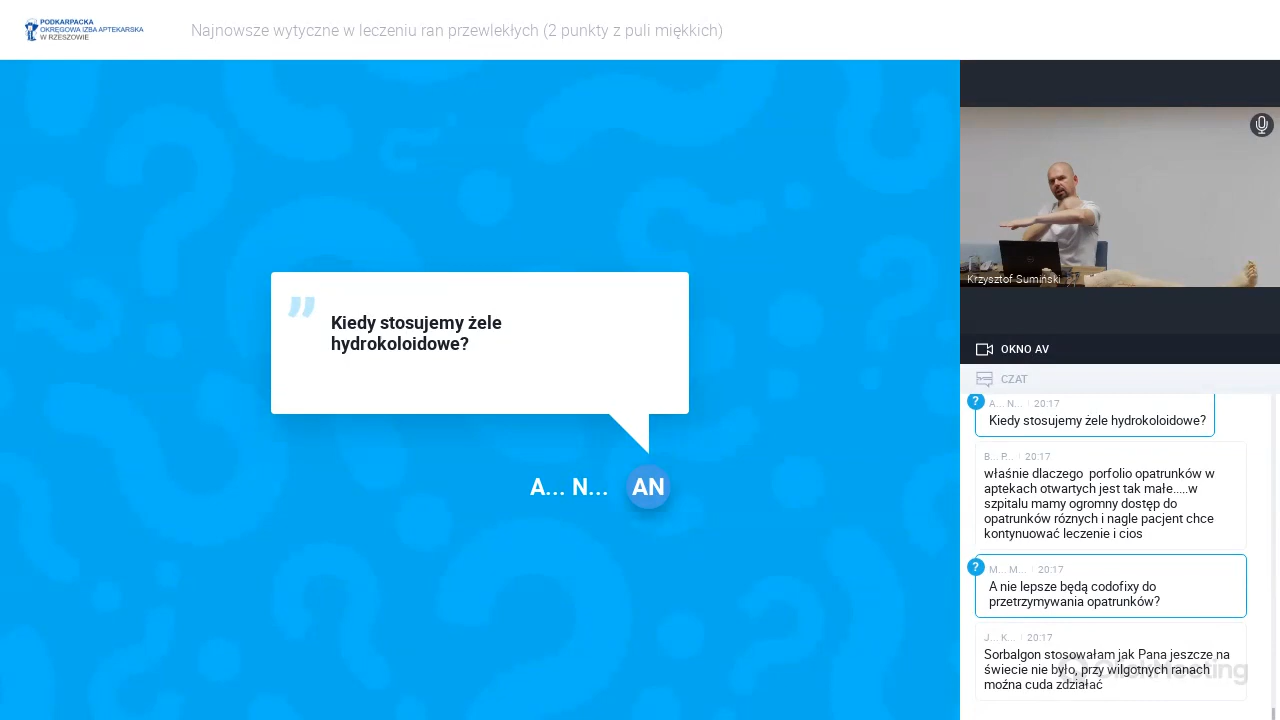 PODKARPACKA
OKRĘGOWA IZBA APTEKARSKA
W RZESZOWIE
Najnowsze wytyczne w leczeniu ran przewlekłych (2 punkty z puli miękkich)
Kiedy stosujemy żele
hydrokoloidowe?
A... N...
AN
Krzysztof Sumiński
OKNO AV
CZAT
?
A... N... 20:17
Kiedy stosujemy żele hydrokoloidowe?
B... P... 20:17
właśnie dlaczego porfolio opatrunków w
aptekach otwartych jest tak małe.....w
szpitalu mamy ogromny dostęp do
opatrunków róznych i nagle pacjent chce
kontynuować leczenie i cios
?
M... M... 20:17
A nie lepsze będą codofixy do
przetrzymywania opatrunków?
J... K... 20:17
Sorbalgon stosowałam jak Pana jeszcze na
świecie nie było, przy wilgotnych ranach
moźna cuda zdziałać
ClickMeeting